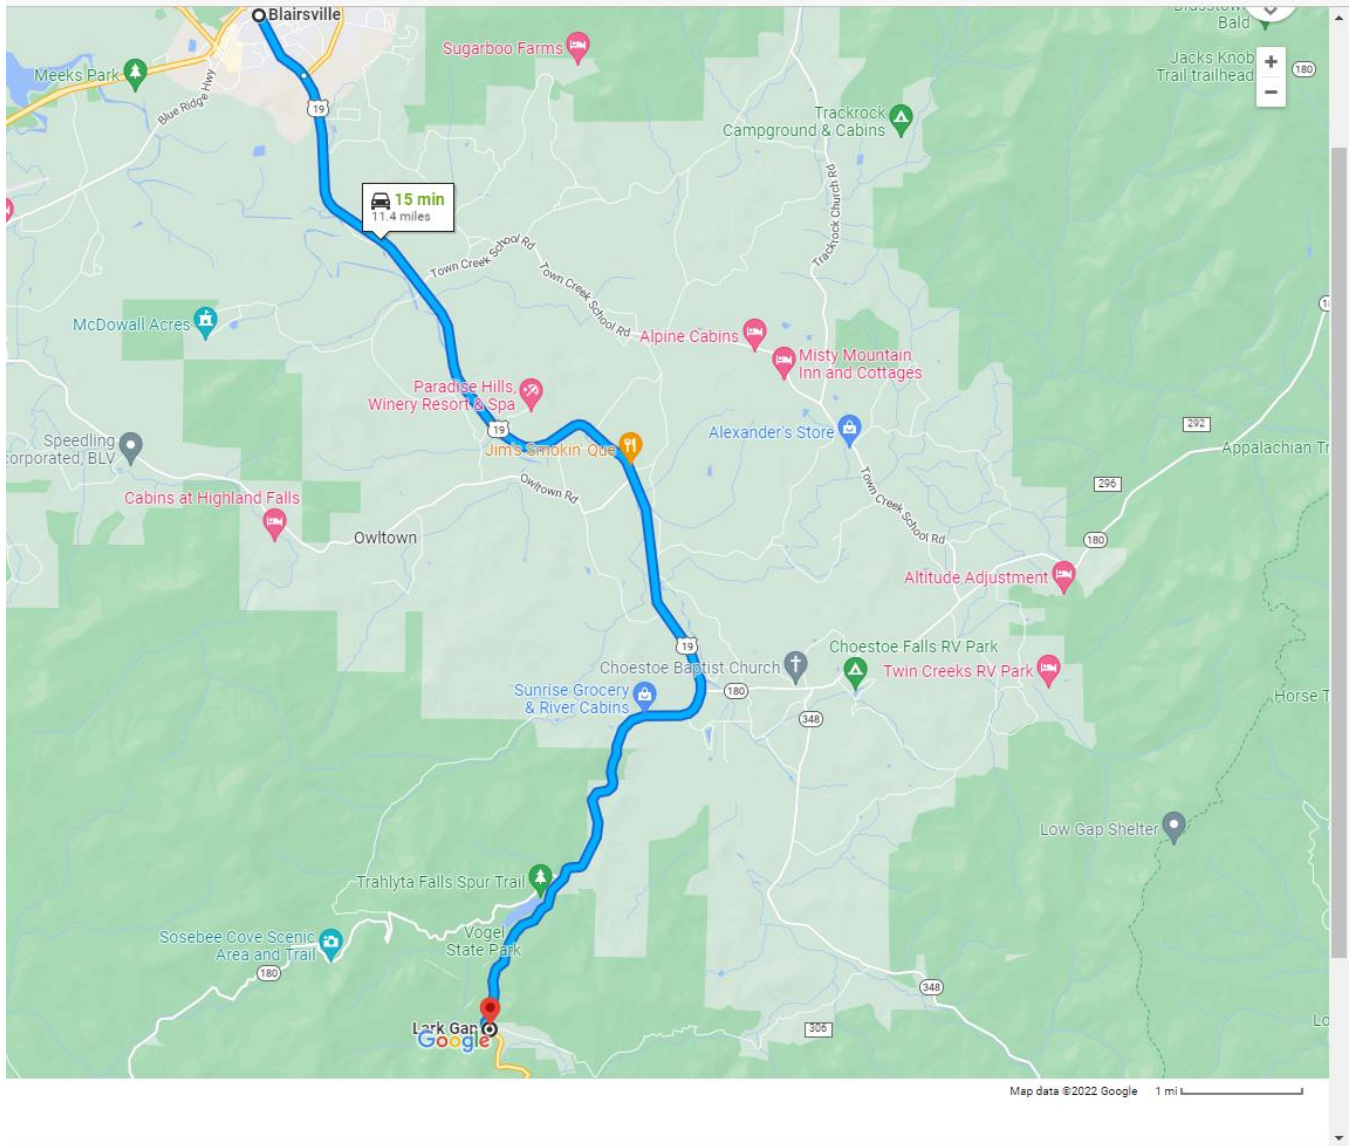 Blairsville
Brasstown
Bald
Sugarboo Farms
Jacks Knob
Trail trailhead
+
−
180
Meeks Park
Blue Ridge Hwy
19
Trackrock
Campground & Cabins
Trackrock Church Rd
15 min
11.4 miles
Town Creek School Rd
Town Creek School Rd
McDowall Acres
Alpine Cabins
Misty Mountain
Inn and Cottages
Paradise Hills,
Winery Resort & Spa
19
Jim's Smokin' Que
Alexander's Store
292
Appalachian Tr
Speedling
corporated, BLV
Owltown Rd
296
Cabins at Highland Falls
Town Creek School Rd
Owltown
180
Altitude Adjustment
19
Choestoe Falls RV Park
Choestoe Baptist Church
Twin Creeks RV Park
Sunrise Grocery
& River Cabins
180
Horse T
348
Low Gap Shelter
Trahlyta Falls Spur Trail
Vogel
State Park
Sosebee Cove Scenic
Area and Trail
180
348
Lark Gap
Google
306
Lo
Map data ©2022 Google 1 mi